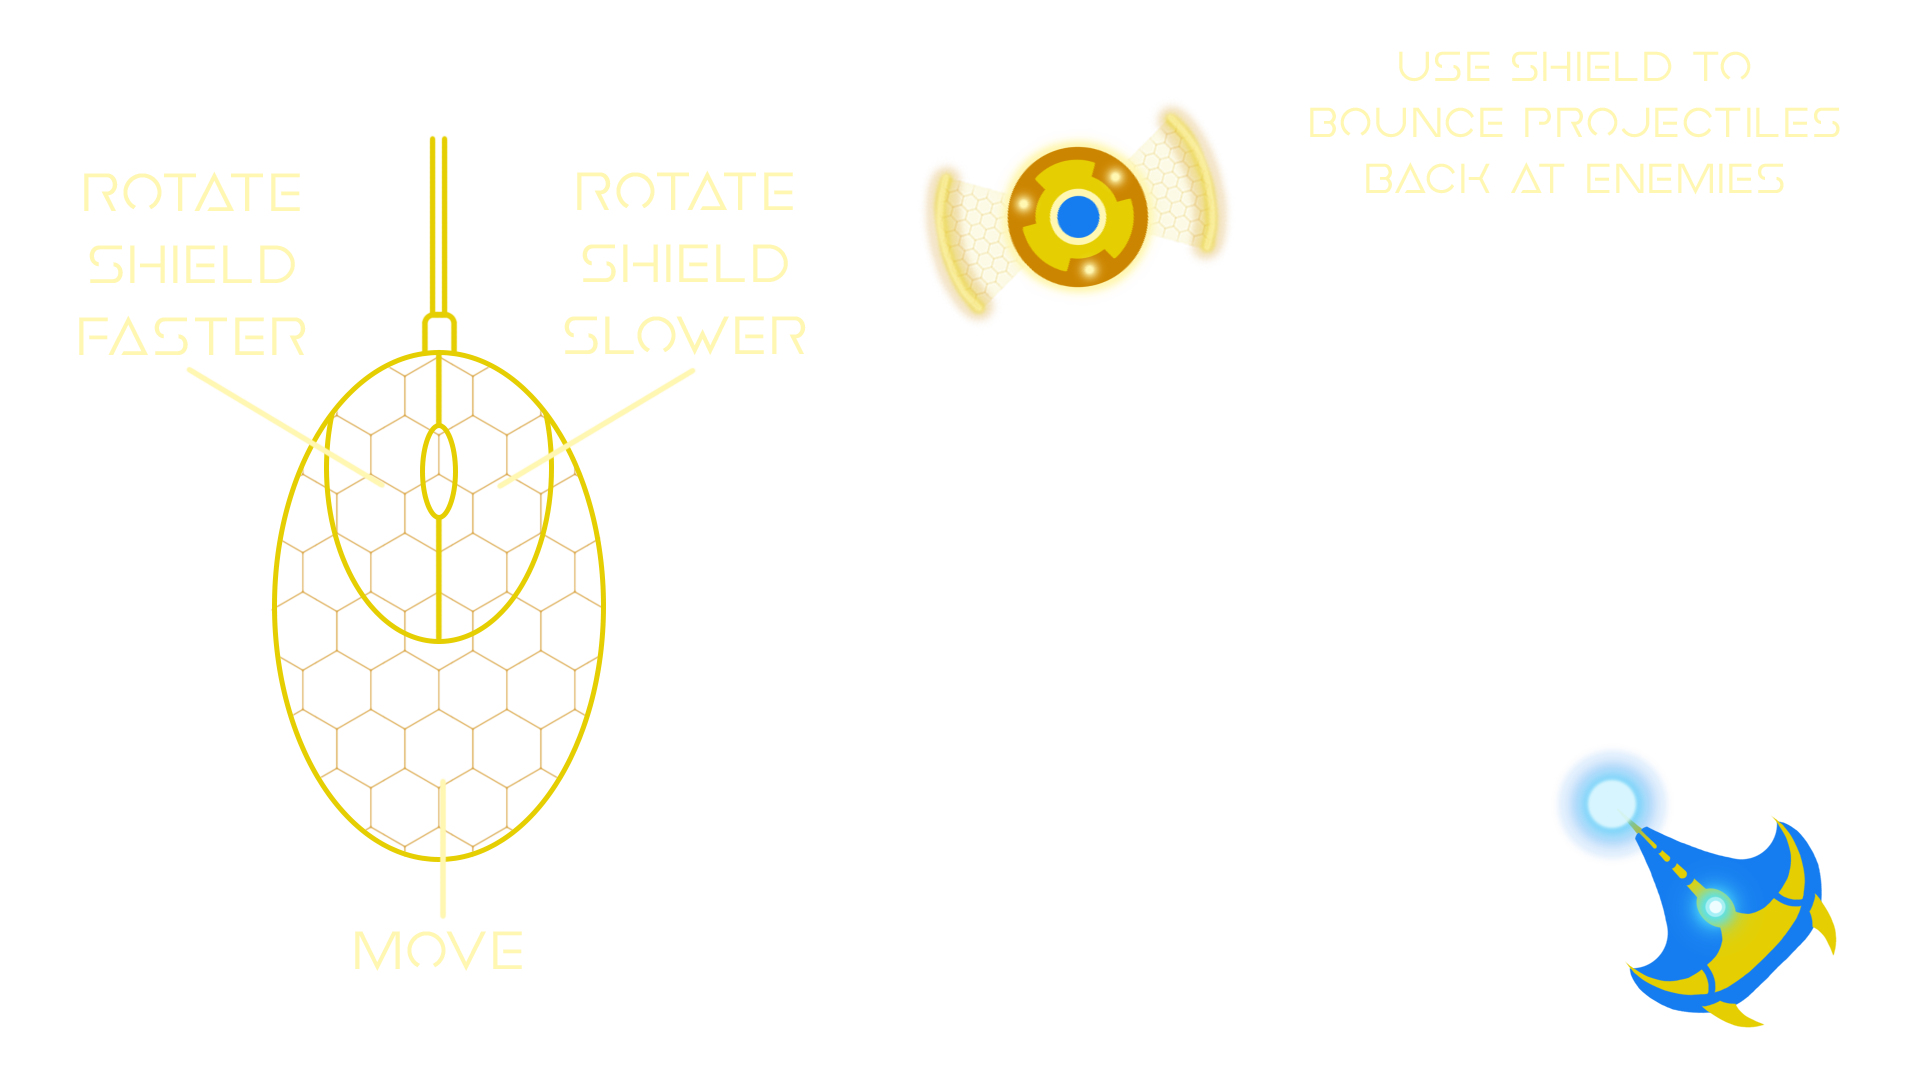 ROTATE
SHIELD
FASTER
ROTATE
SHIELD
SLOWER
MOVE
USE SHIELD TO
BOUNCE PROJECTILES
BACK AT ENEMIES